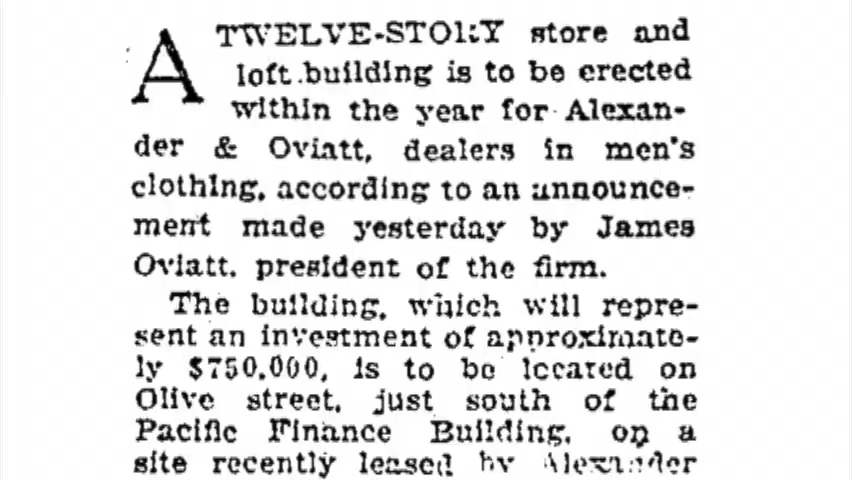 A TWELVE-STORY store and
loft building is to be erected
within the year for Alexan-
der & Oviatt, dealers in men's
clothing, according to an announce-
ment made yesterday by James
Oviatt, president of the firm.
The building, which will repre-
sent an investment of approximate-
ly $750,000, is to be located on
Olive street, just south of the
Pacific Finance Building, on a
site recently leased by Alexander